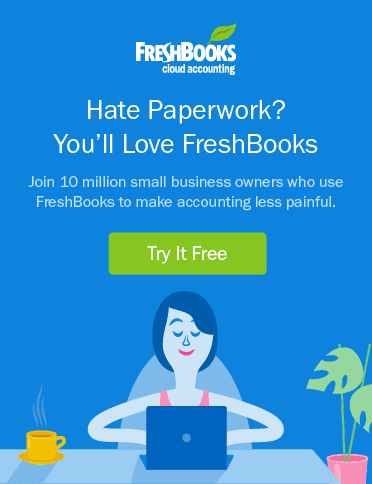 FRESHBOOKS
cloud accounting
Hate Paperwork?
You’ll Love FreshBooks
Join 10 million small business owners who use
FreshBooks to make accounting less painful.
Try It Free